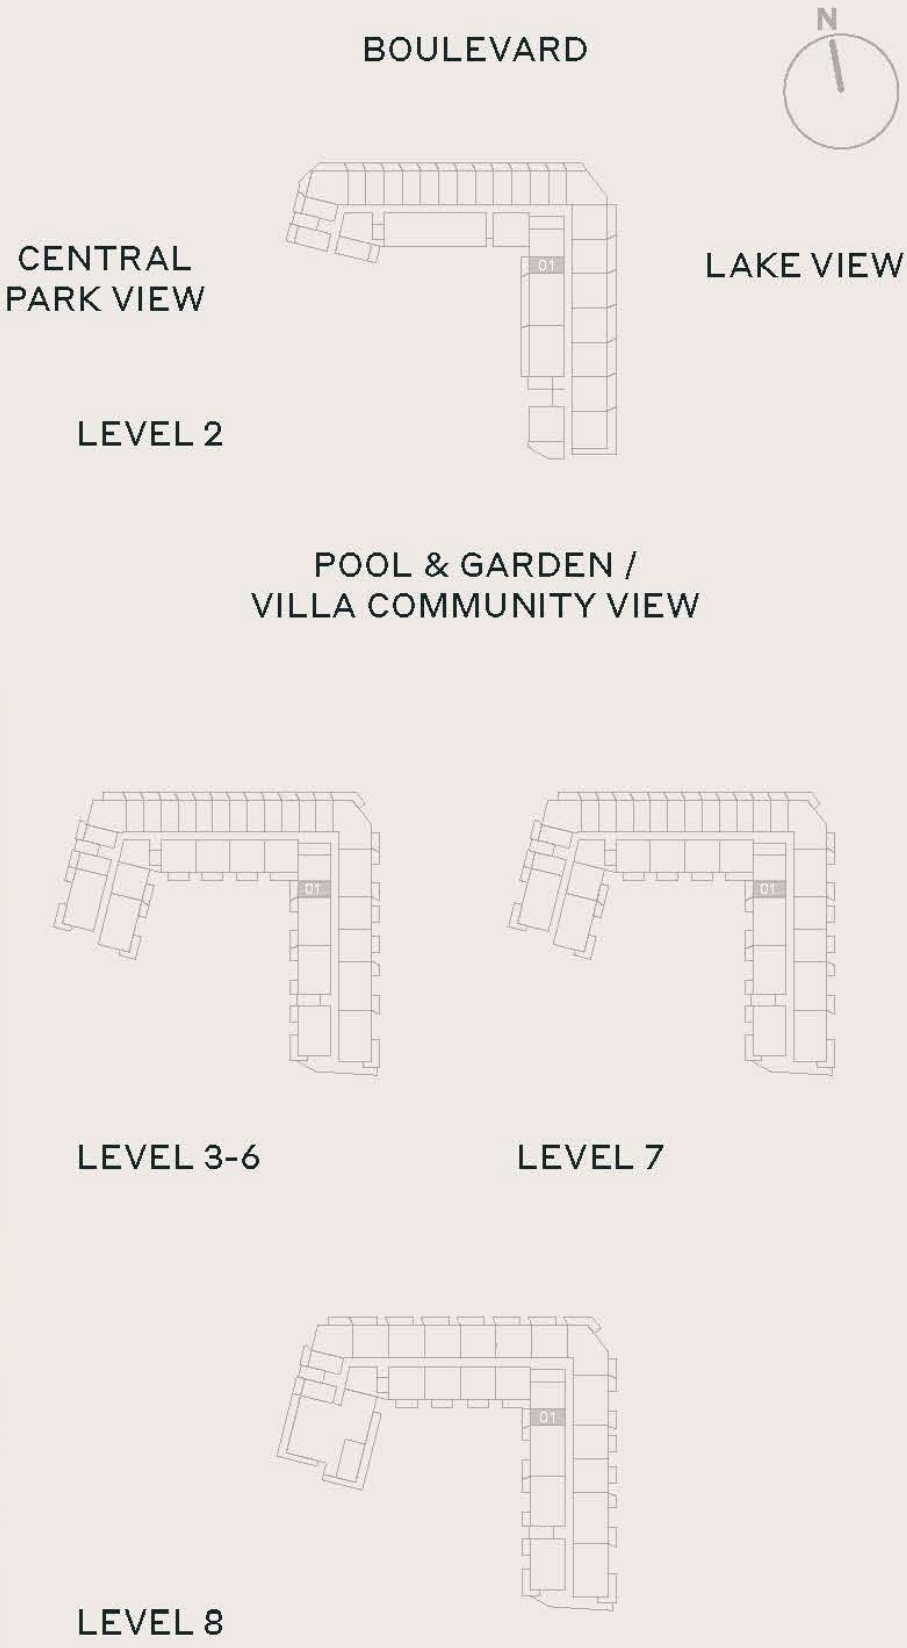 N
BOULEVARD
CENTRAL
PARK VIEW
01
LAKE VIEW
LEVEL 2
POOL & GARDEN /
VILLA COMMUNITY VIEW
01
01
LEVEL 3-6
LEVEL 7
01
LEVEL 8